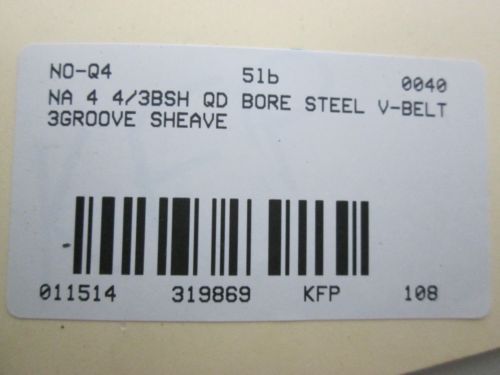 NO-Q4 51b 0040
NA 4 4/3BSH QD BORE STEEL V-BELT
3GROOVE SHEAVE
011514 319869 KFP 108